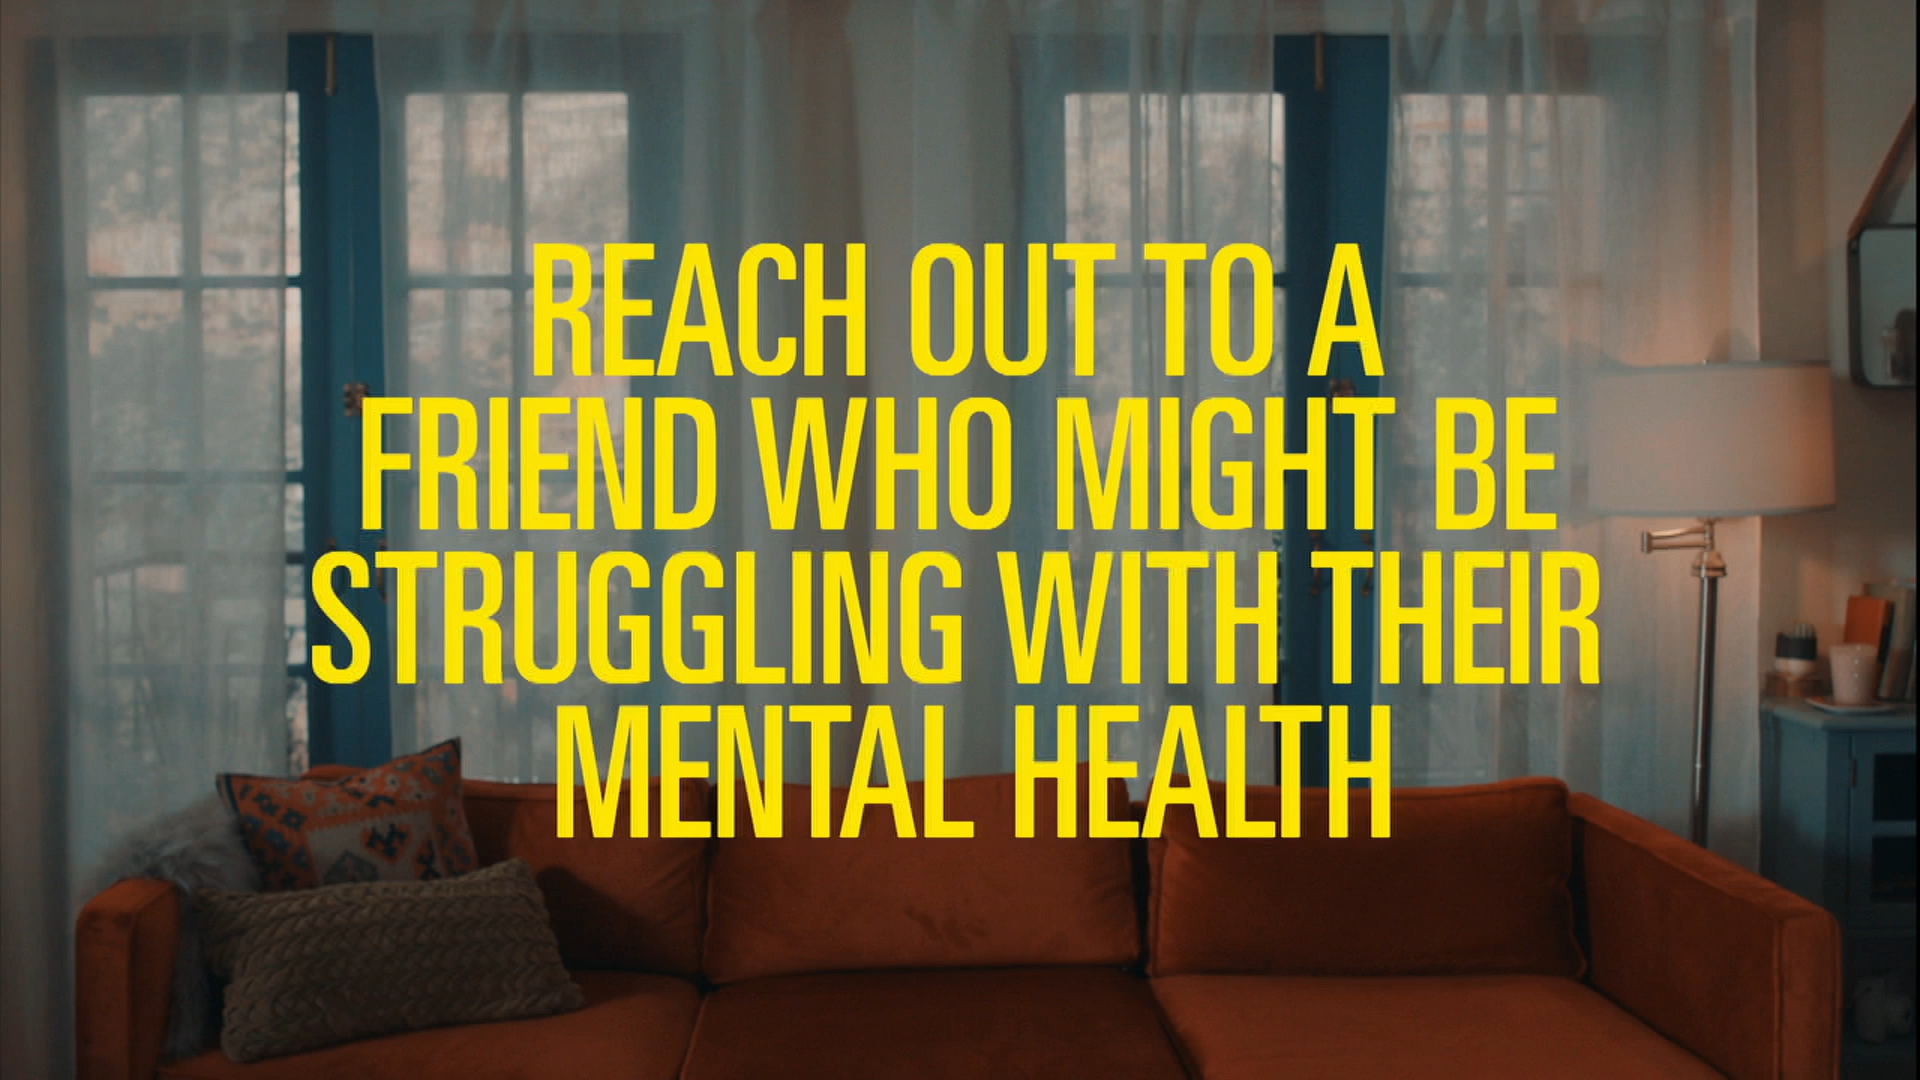 REACH OUT TO A
FRIEND WHO MIGHT BE
STRUGGLING WITH THEIR
MENTAL HEALTH